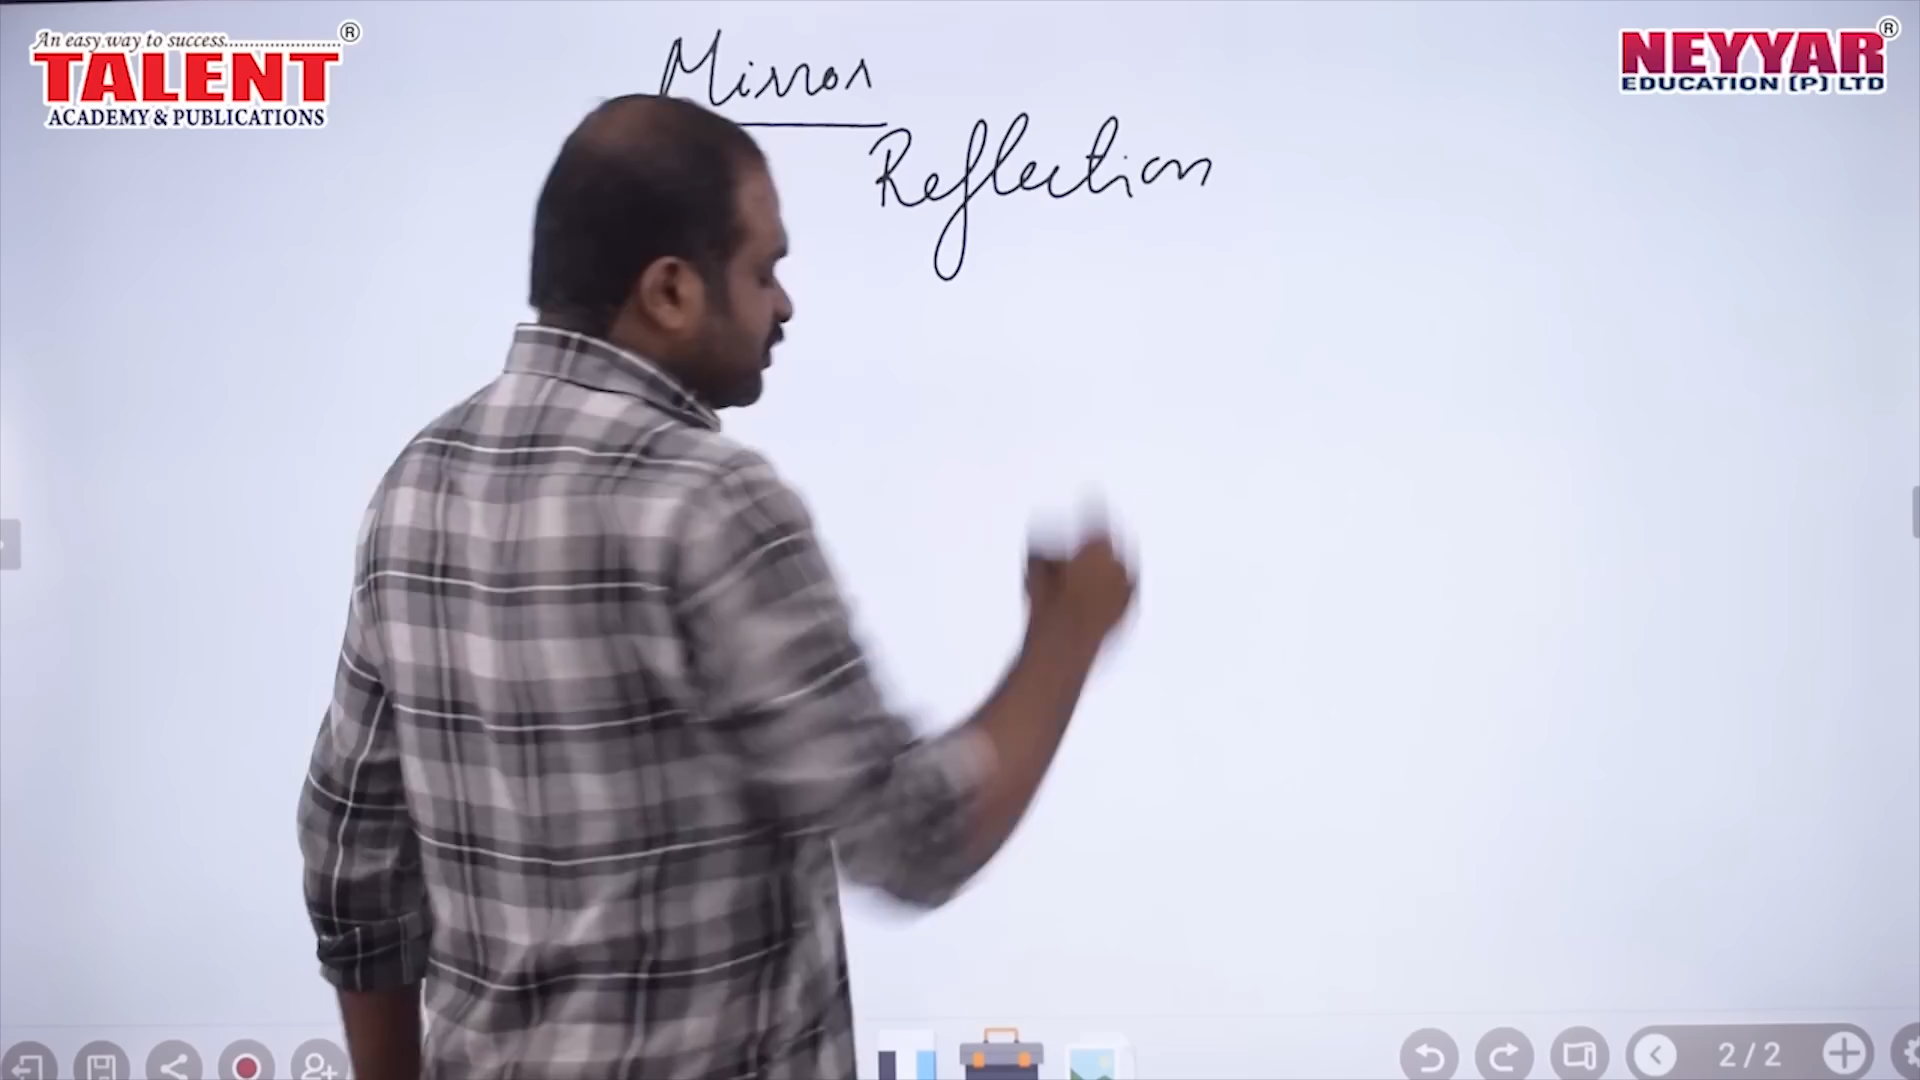 An easy way to success........................ ®
TALENT
ACADEMY & PUBLICATIONS
NEYYAR ®
EDUCATION (P) LTD
Mirror
Reflection
2/2